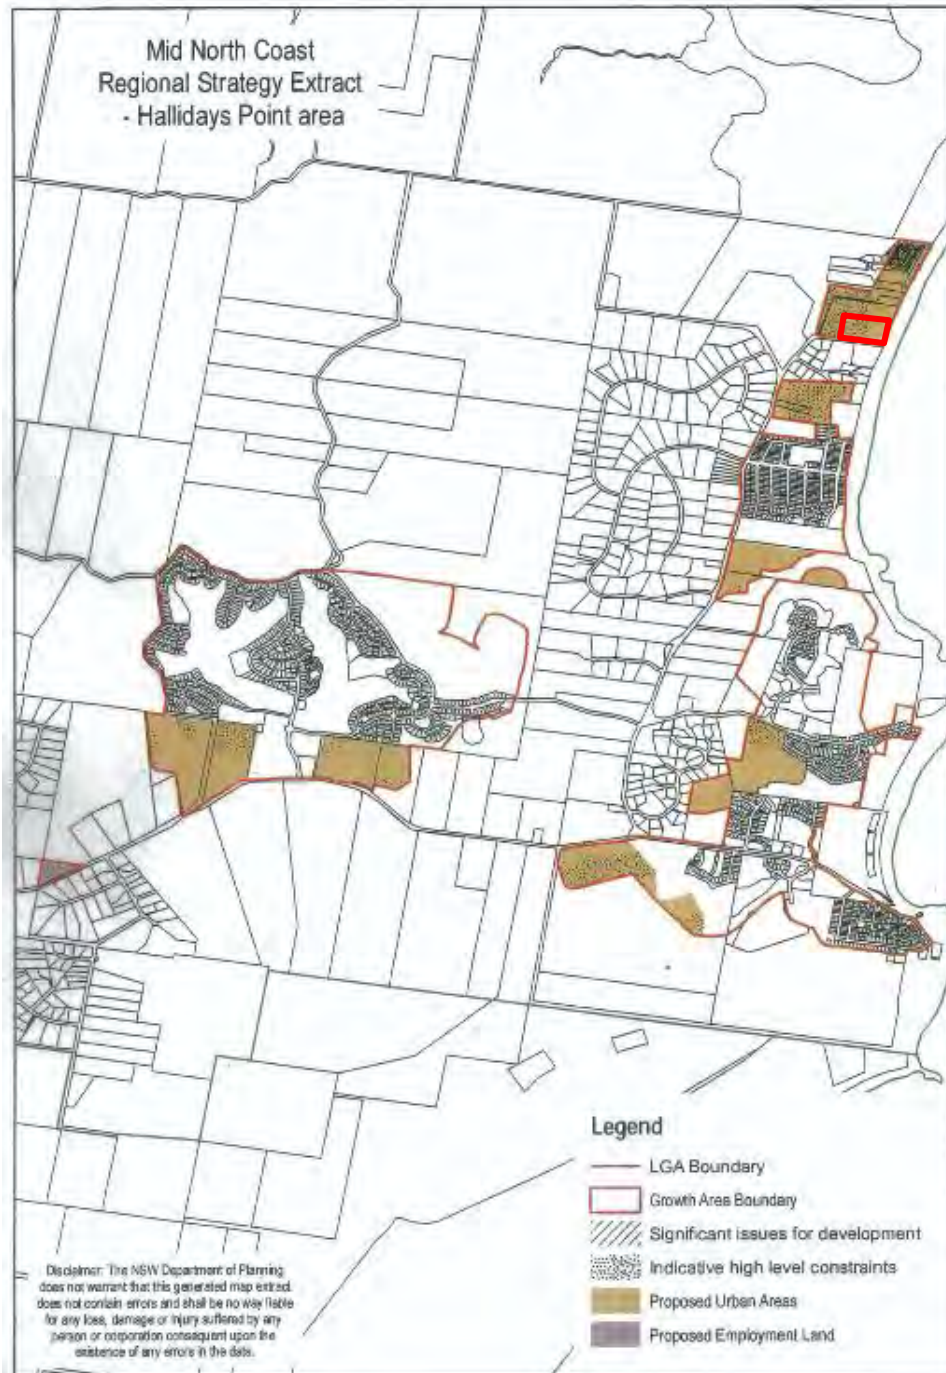 Mid North Coast
Regional Strategy Extract
- Hallidays Point area
Legend
LGA Boundary
Growth Area Boundary
Significant issues for development
Indicative high level constraints
Proposed Urban Areas
Proposed Employment Land
Disclaimer: The NSW Department of Planning
does not warrant that this generated map extract
does not contain errors and shall be no way liable
for any loss, damage or injury suffered by any
person or corporation consequent upon the
existence of any errors in the data.